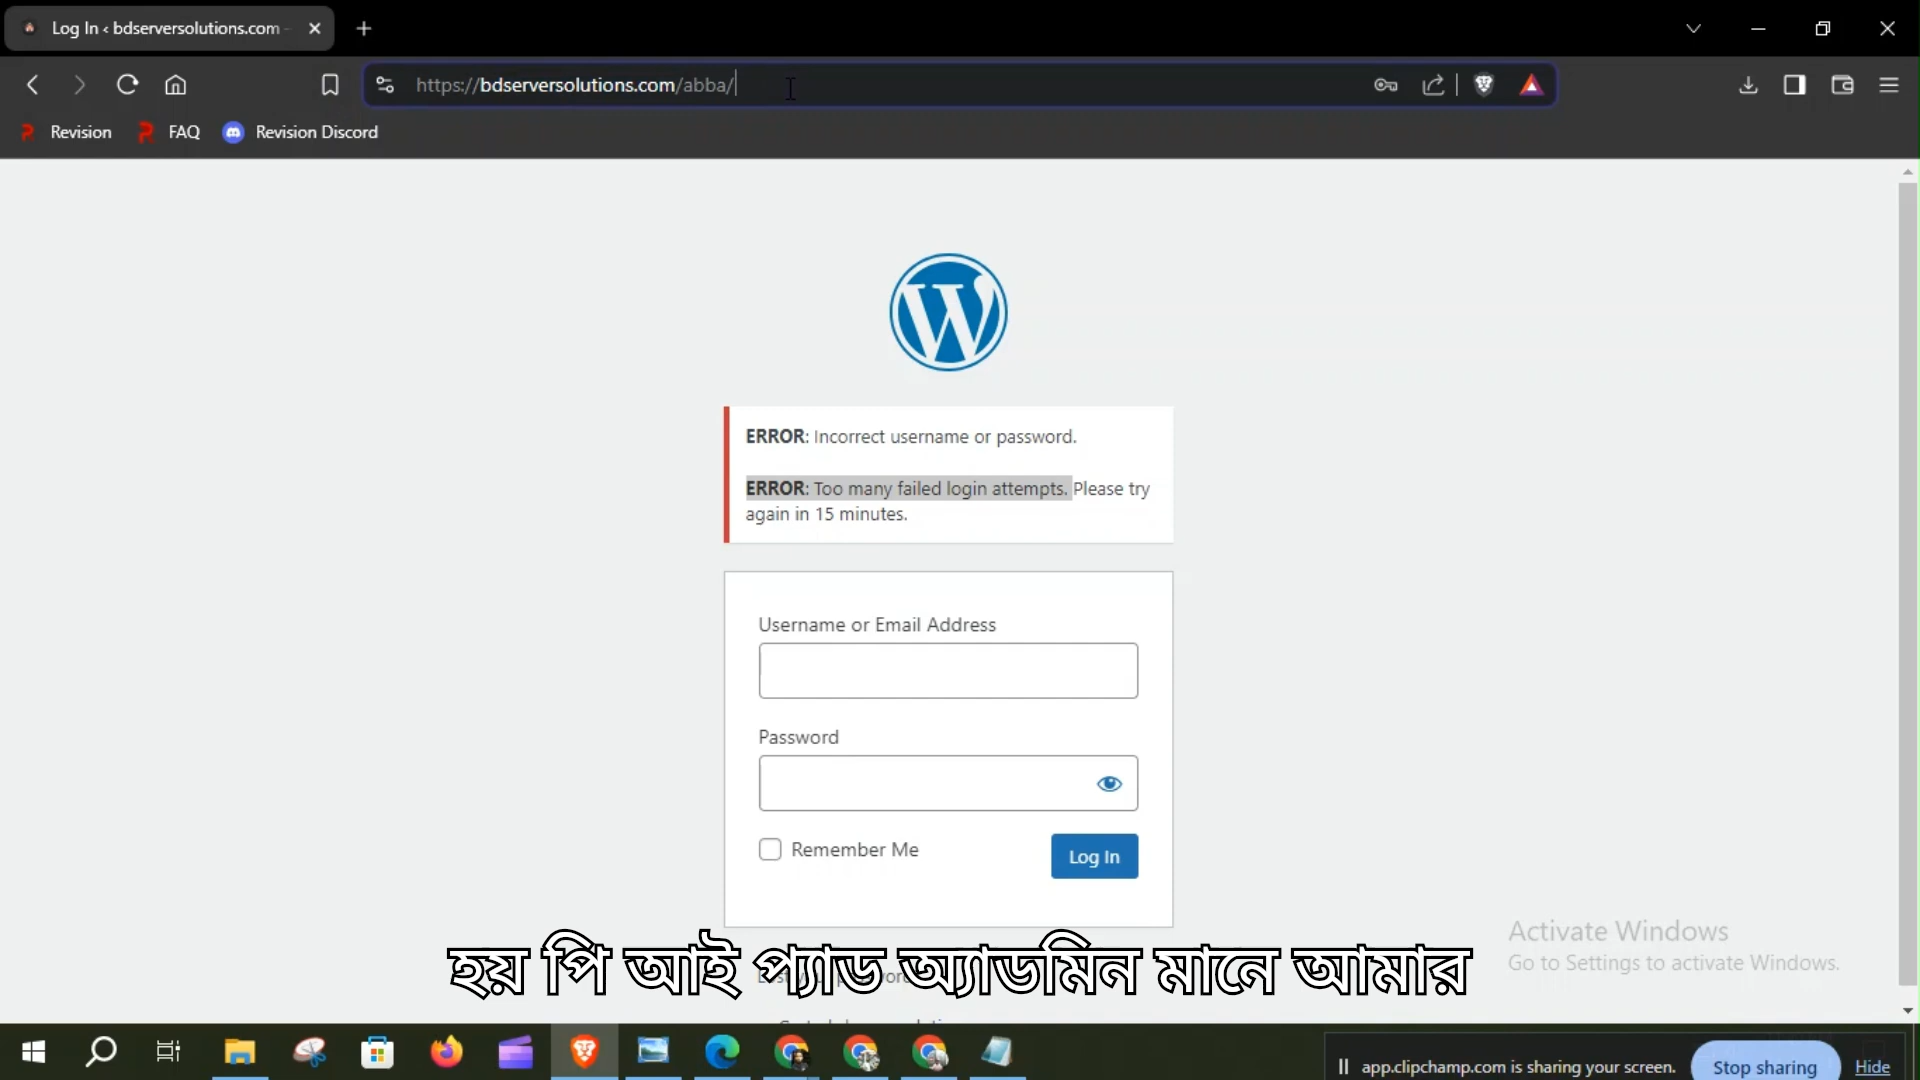 Log In ‹ bdserversolutions.com -
https://bdserversolutions.com/abba/
Revision
FAQ
Revision Discord
ERROR: Incorrect username or password.
ERROR: Too many failed login attempts. Please try
again in 15 minutes.
Username or Email Address
Password
Remember Me
Log In
Activate Windows
Go to Settings to activate Windows.
হয় পি আই প্যাড অ্যাডমিন মানে আমার
app.clipchamp.com is sharing your screen.
Stop sharing
Hide